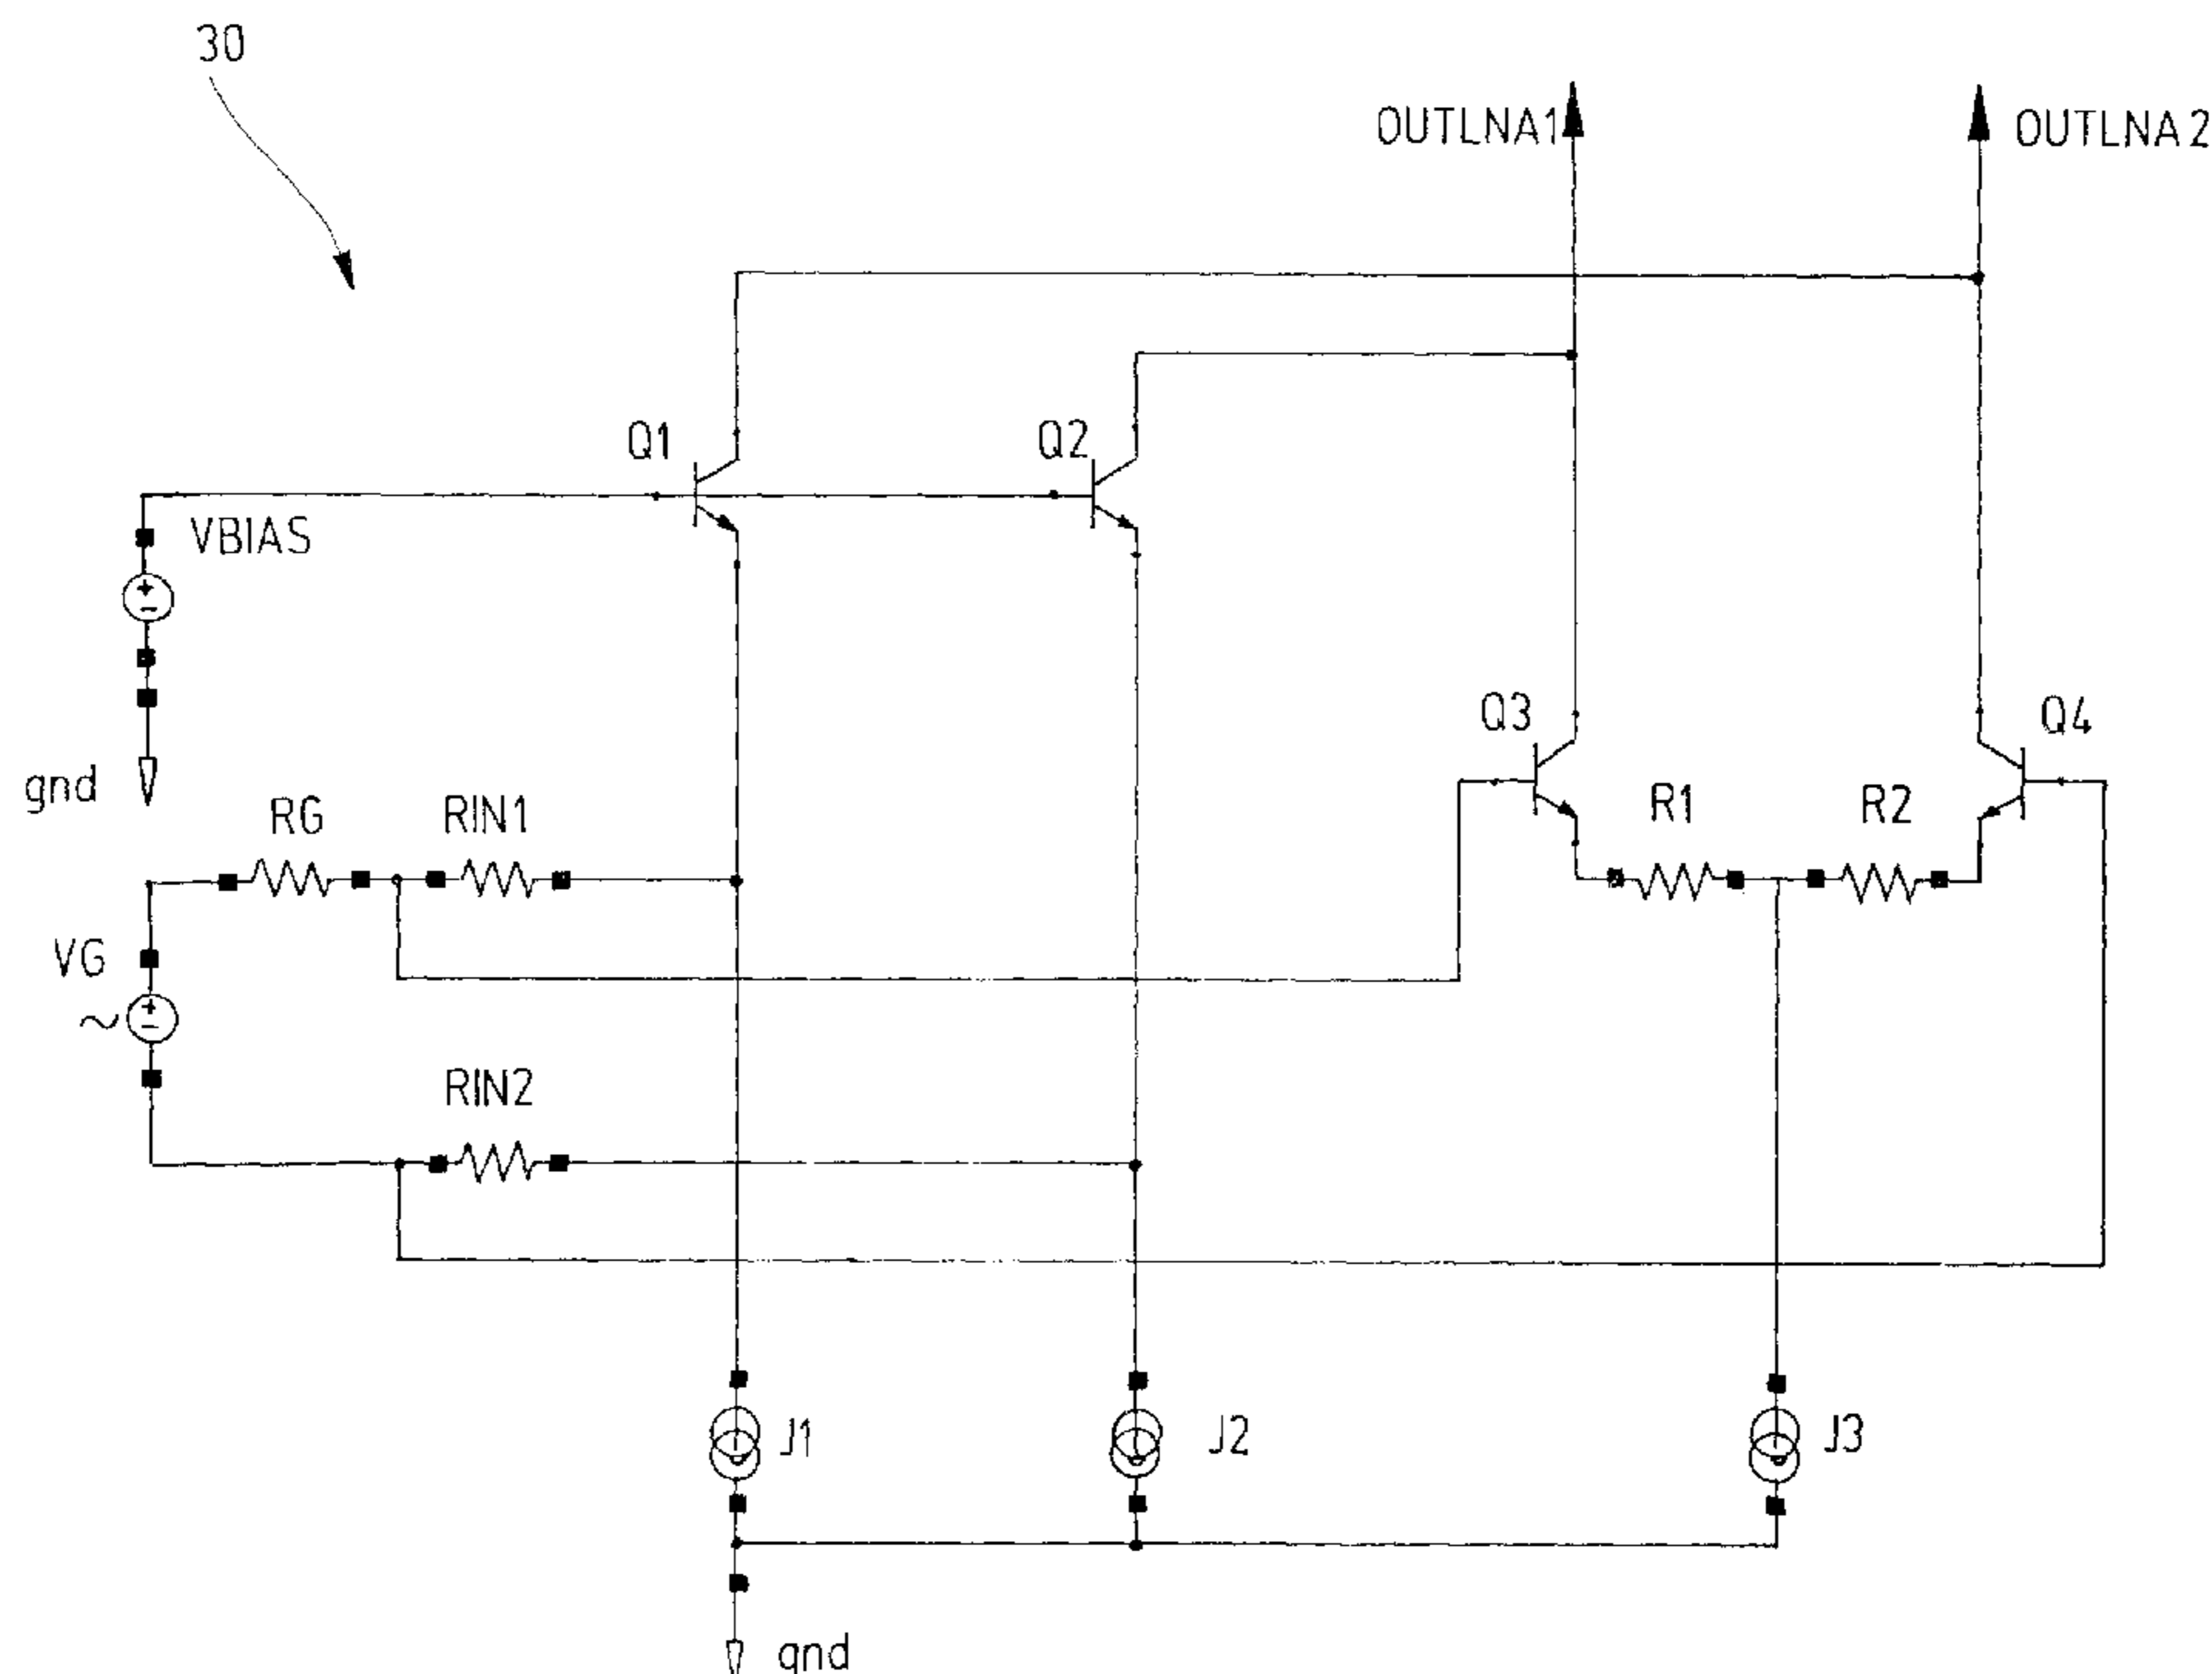 30
OUTLNA1
OUTLNA2
Q1
Q2
VBIAS
+
-
gnd
Q3
Q4
RG
RIN1
R1
R2
VG
~
+
-
RIN2
J1
J2
J3
gnd